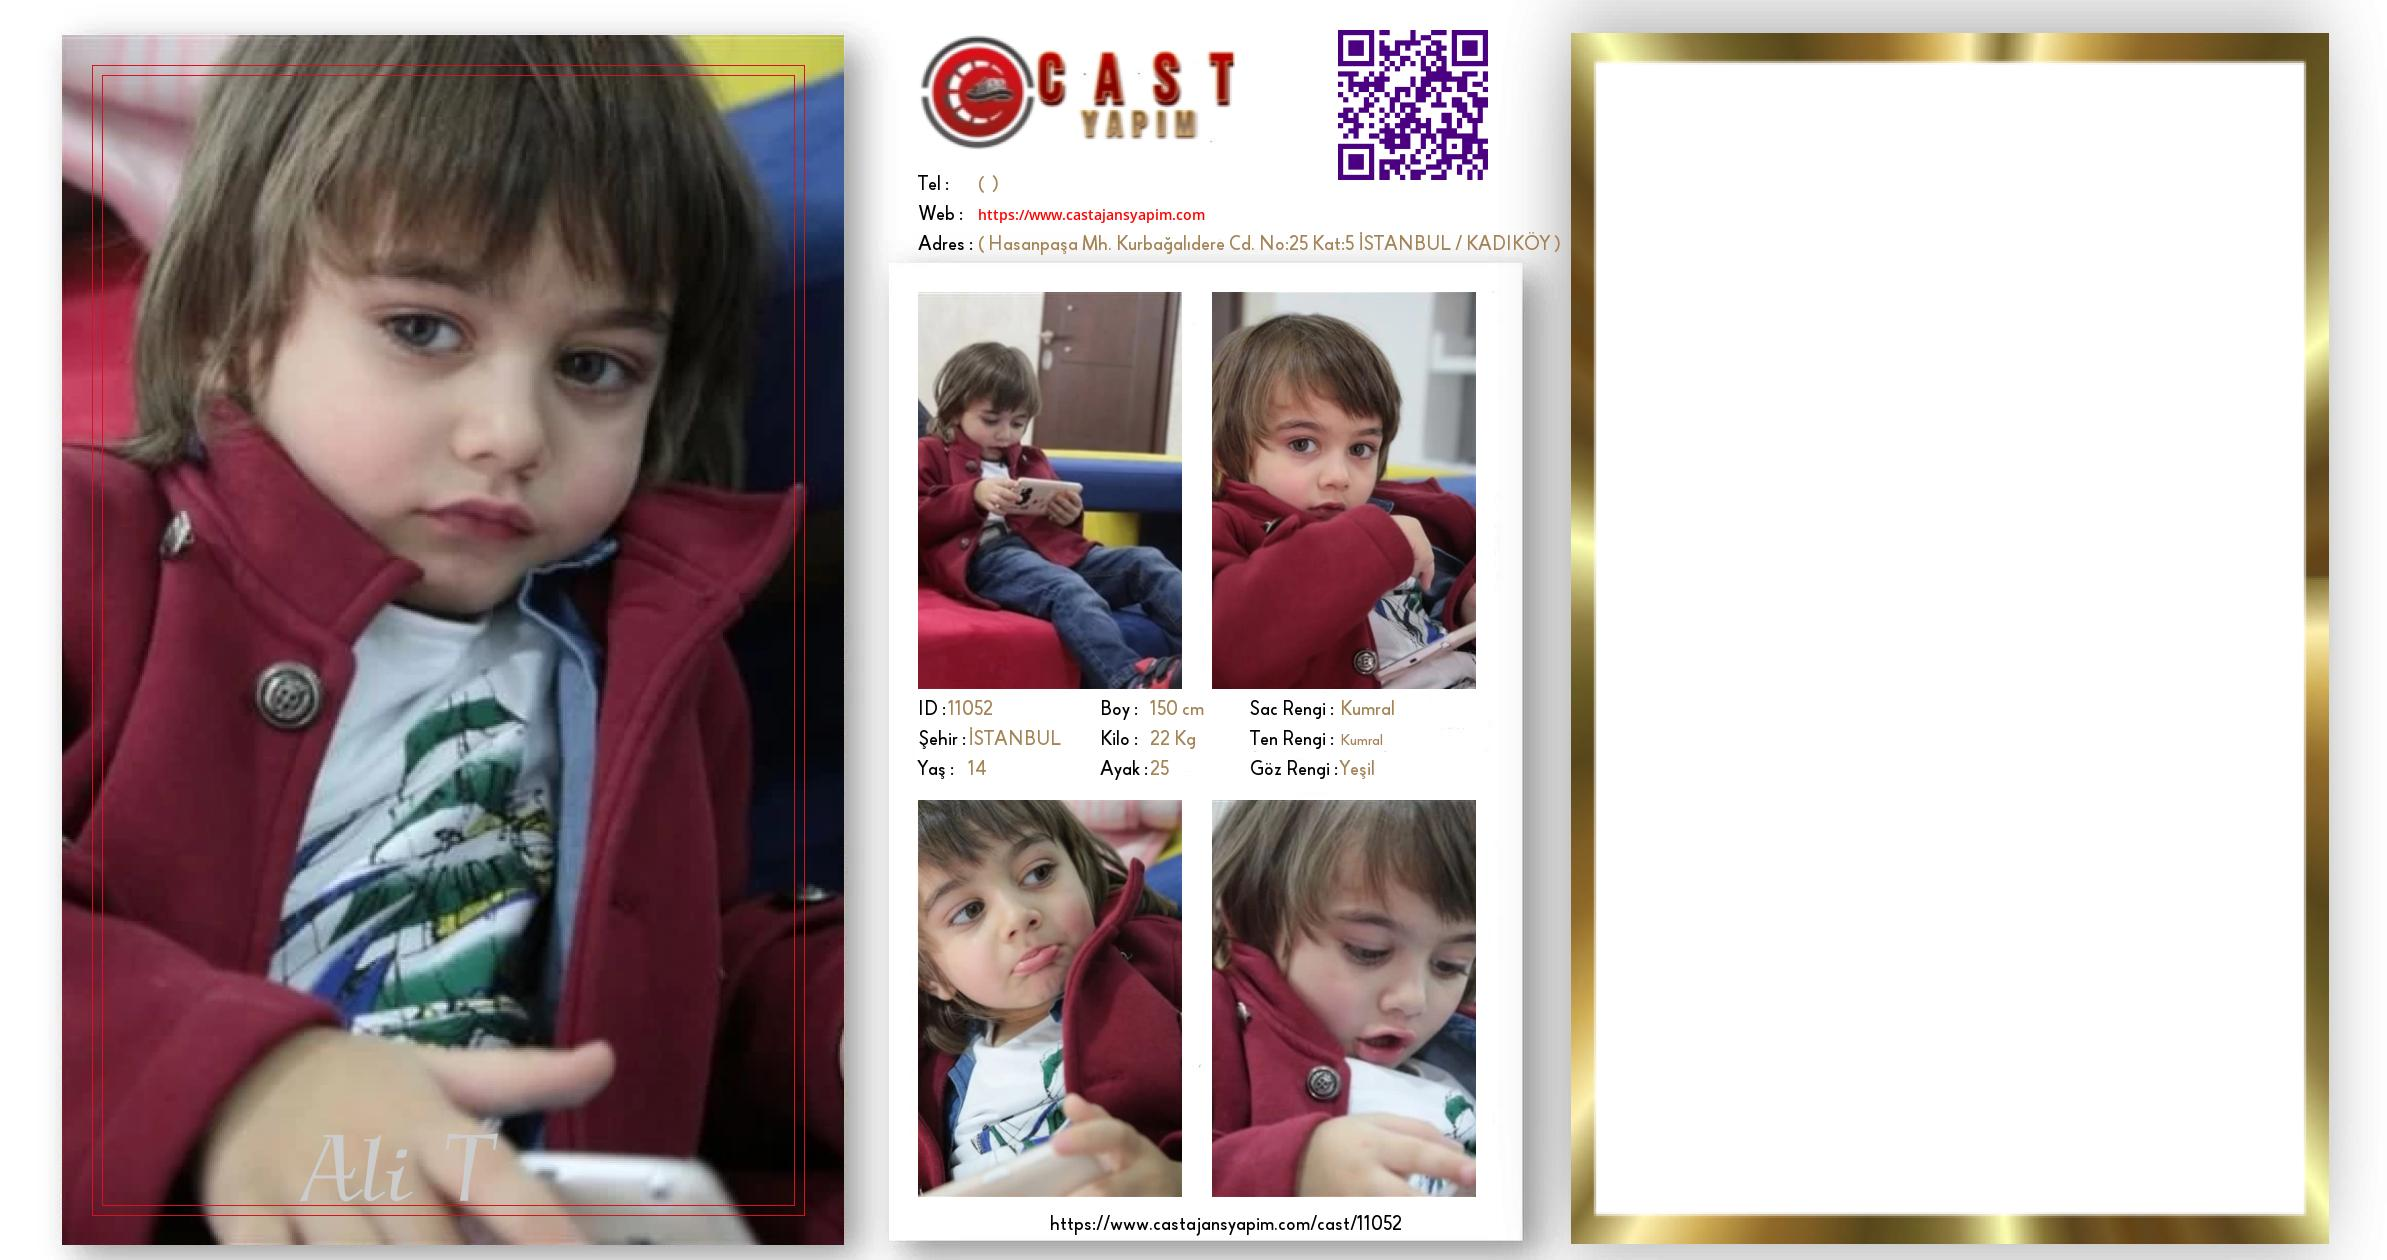 Ali T
CAST
YAPIM
Tel : ( )
Web : https://www.castajansyapim.com
Adres : ( Hasanpaşa Mh. Kurbağalıdere Cd. No:25 Kat:5 İSTANBUL / KADIKÖY )
ID : 11052 Boy : 150 cm Sac Rengi : Kumral
Şehir : İSTANBUL Kilo : 22 Kg Ten Rengi : Kumral
Yaş : 14 Ayak : 25 Göz Rengi : Yeşil
https://www.castajansyapim.com/cast/11052